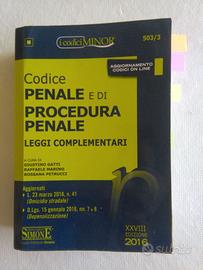 i codici MINOR
503/3
AGGIORNAMENTO
CODICI ON LINE
Codice
PENALE E DI
PROCEDURA
PENALE
LEGGI COMPLEMENTARI
A CURA DI
GIUSTINO GATTI
RAFFAELE MARINO
ROSSANA PETRUCCI
Aggiornati
L. 23 marzo 2016, n. 41
(Omicidio stradale)
D.Lgs. 15 gennaio 2016, nn. 7 e 8
(Depenalizzazione)
n
SIMONE
XXVIII
EDIZIONE
2016